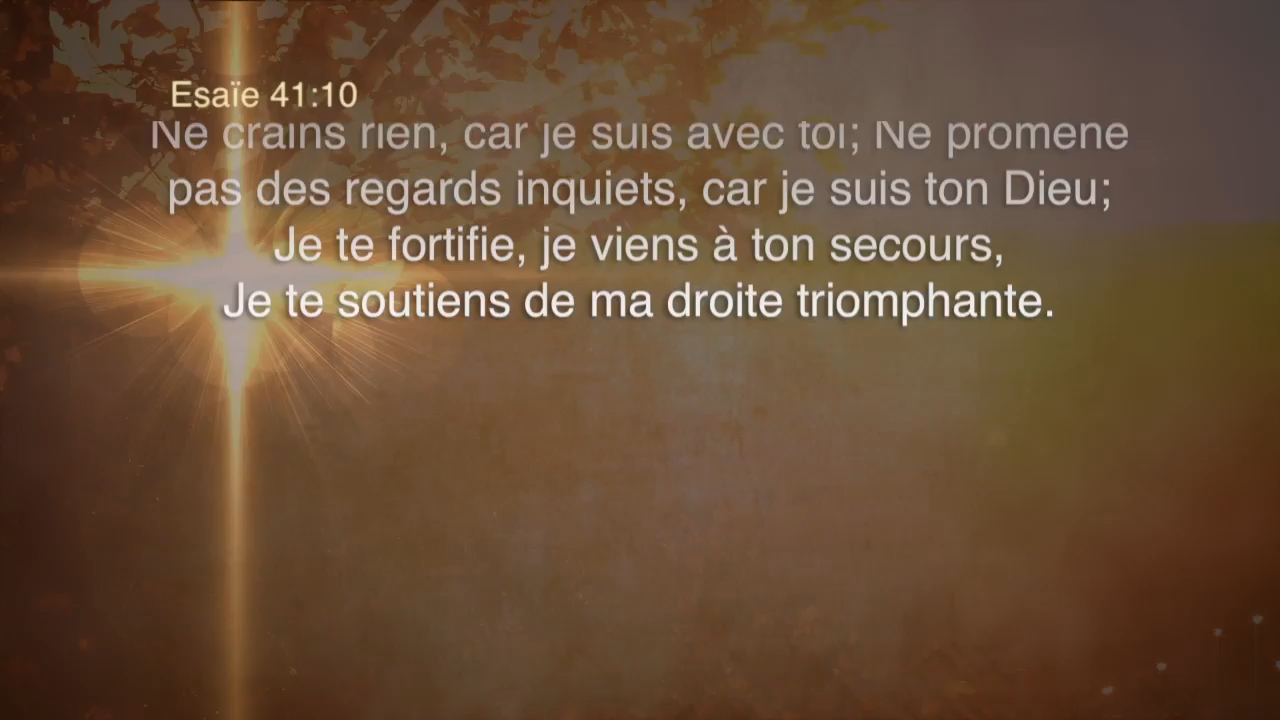 Esaïe 41:10
Ne crains rien, car je suis avec toi; Ne promene
pas des regards inquiets, car je suis ton Dieu;
Je te fortifie, je viens à ton secours,
Je te soutiens de ma droite triomphante.